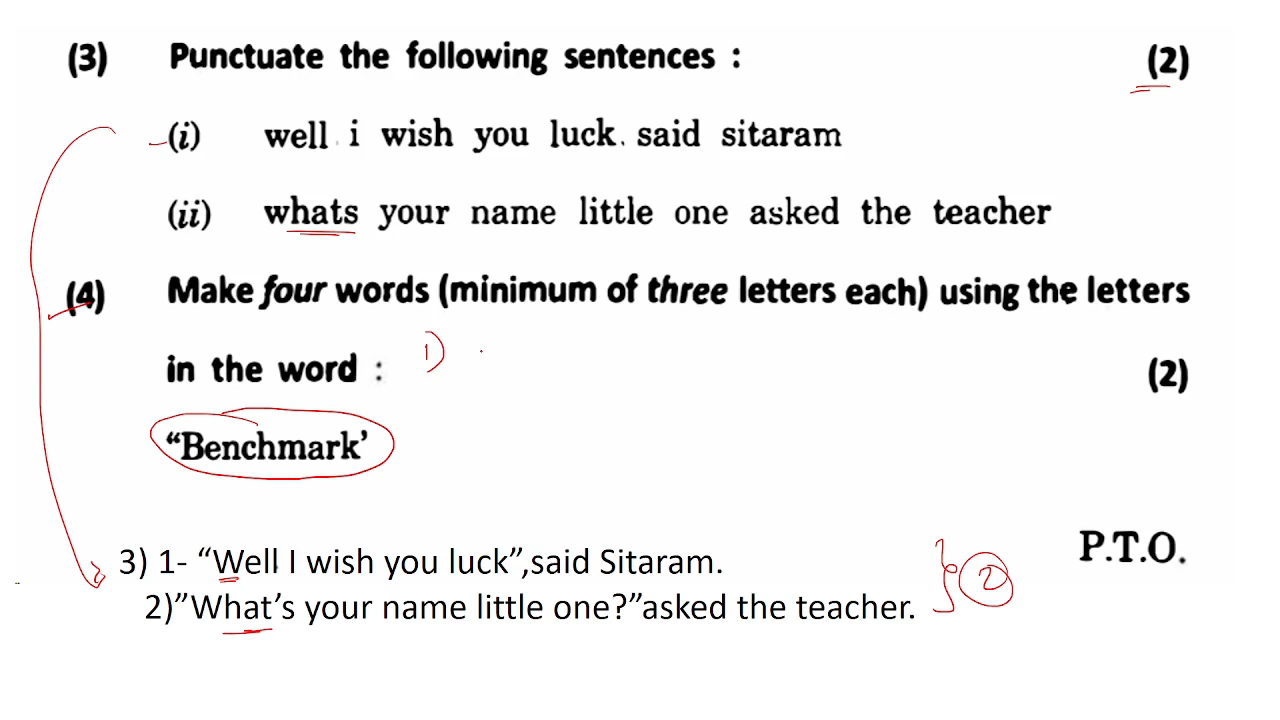 (3) Punctuate the following sentences : (2)
(i) well i wish you luck said sitaram
(ii) whats your name little one asked the teacher
(4) Make four words (minimum of three letters each) using the letters
in the word : 1) (2)
“Benchmark’
P.T.O.
3) 1- “Well I wish you luck”,said Sitaram.
2)”What’s your name little one?”asked the teacher. 2